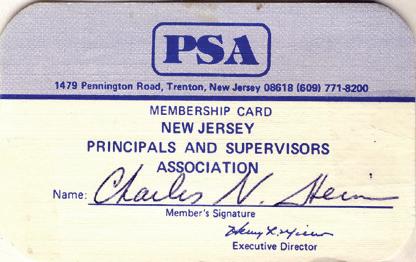 PSA
1479 Pennington Road, Trenton, New Jersey 08618 (609) 771-8200
MEMBERSHIP CARD
NEW JERSEY
PRINCIPALS AND SUPERVISORS
ASSOCIATION
Name: Charles N.
Member's Signature
Executive Director